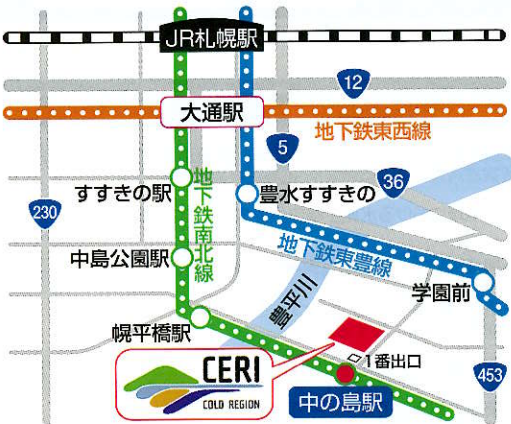 JR札幌駅
12
大通駅
地下鉄東西線
5
すすきの駅
地下鉄南北線
豊水すすきの
36
230
中島公園駅
地下鉄東豊線
学園前
豊平川
幌平橋駅
1番出口
CERI
COLD REGION
中の島駅
453